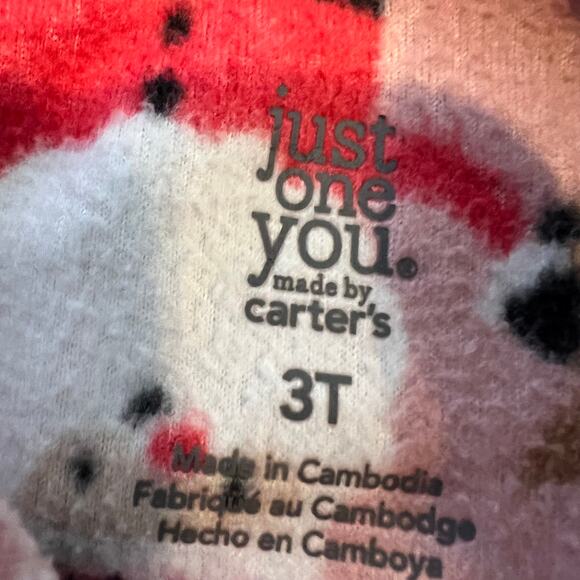 just
one
you®
made by
carter's
3T
Made in Cambodia
Fabriqué au Cambodge
Hecho en Camboya